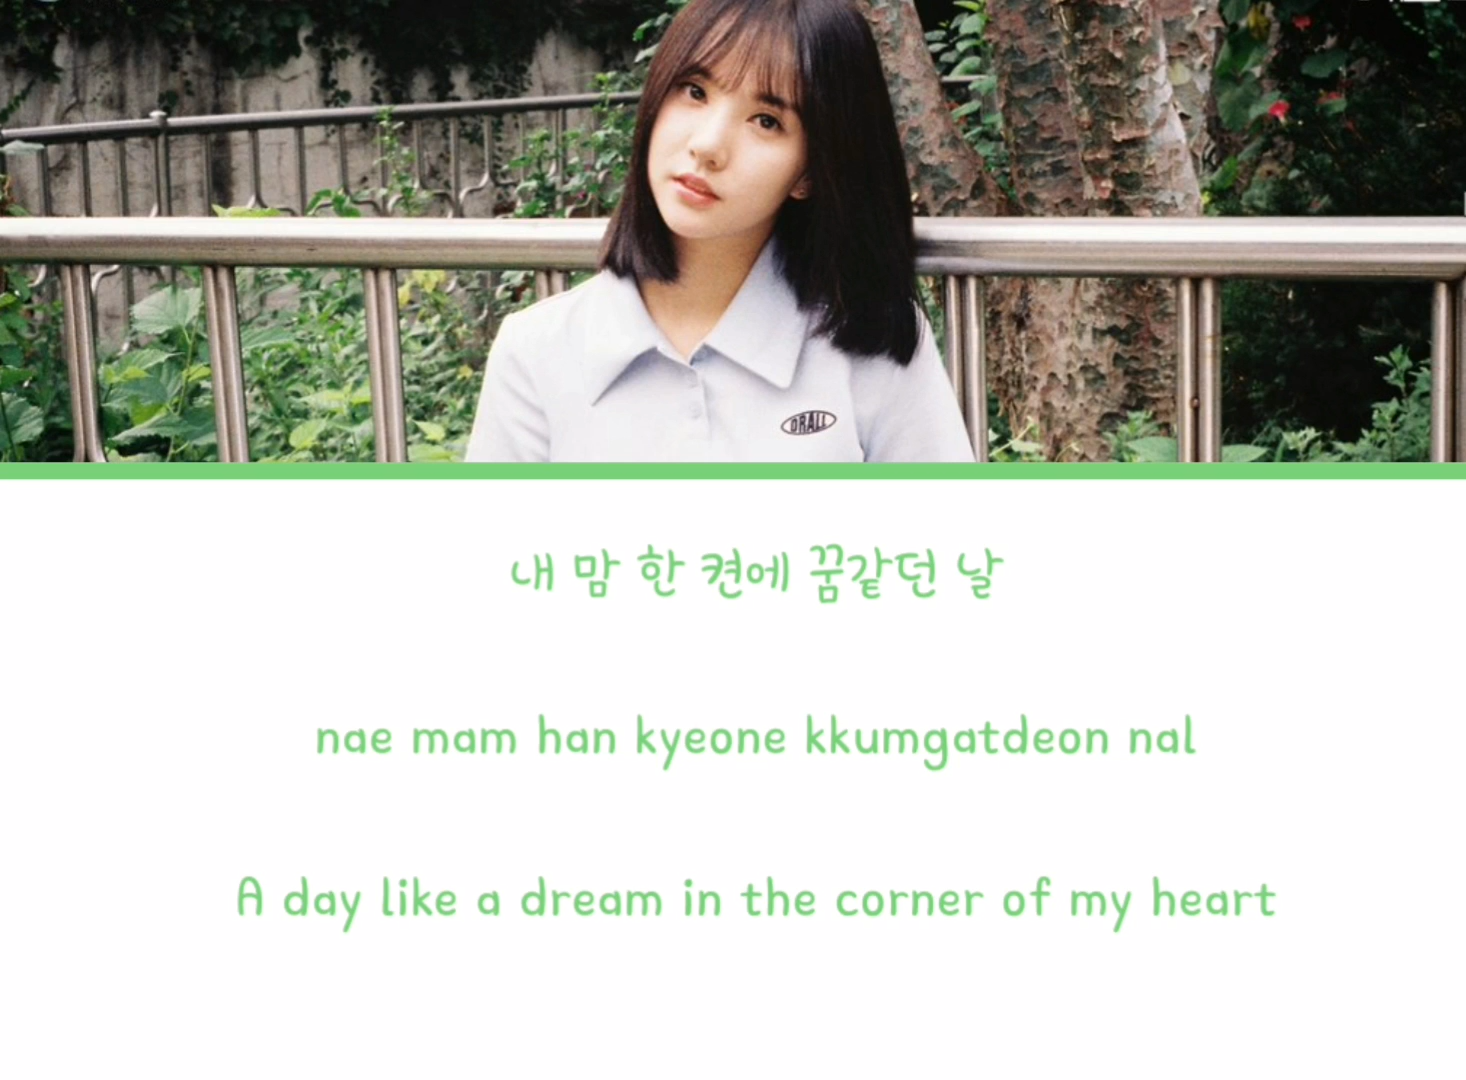 ORALL
내 맘 한 켠에 꿈같던 날
nae mam han kyeone kkumgatdeon nal
A day like a dream in the corner of my heart